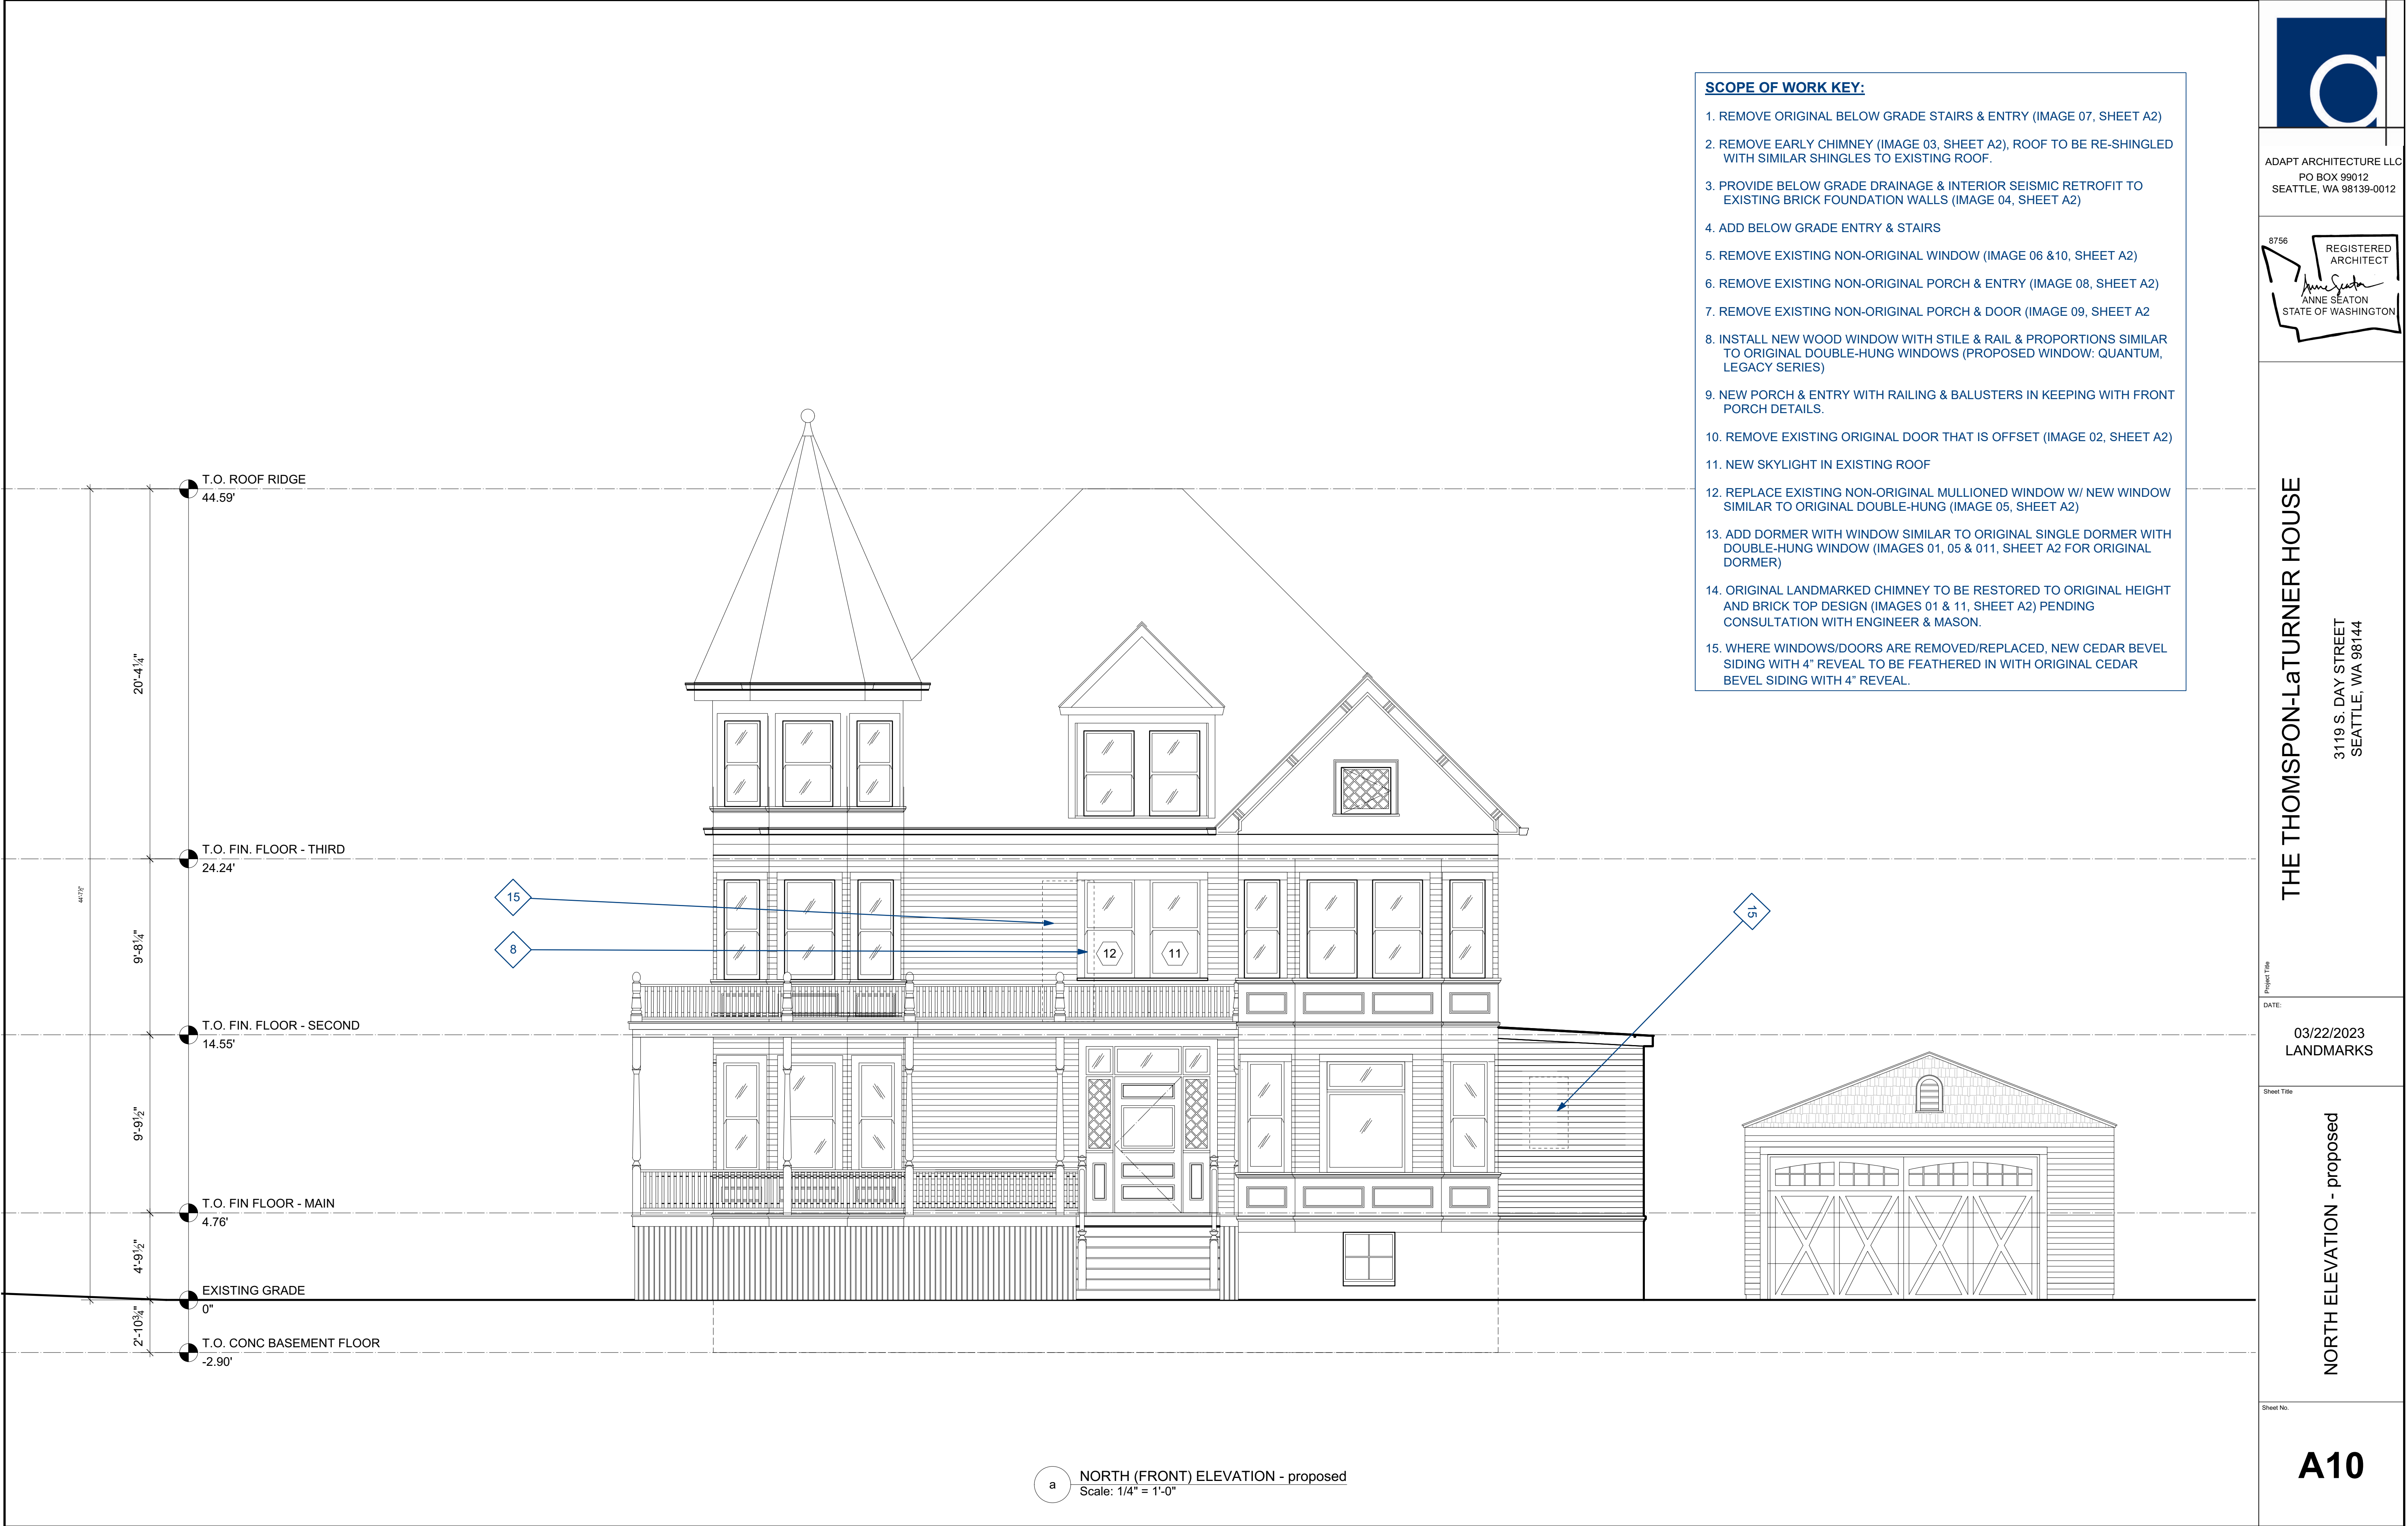 SCOPE OF WORK KEY:
1. REMOVE ORIGINAL BELOW GRADE STAIRS & ENTRY (IMAGE 07, SHEET A2)
2. REMOVE EARLY CHIMNEY (IMAGE 03, SHEET A2), ROOF TO BE RE-SHINGLED
WITH SIMILAR SHINGLES TO EXISTING ROOF.
3. PROVIDE BELOW GRADE DRAINAGE & INTERIOR SEISMIC RETROFIT TO
EXISTING BRICK FOUNDATION WALLS (IMAGE 04, SHEET A2)
4. ADD BELOW GRADE ENTRY & STAIRS
5. REMOVE EXISTING NON-ORIGINAL WINDOW (IMAGE 06 &10, SHEET A2)
6. REMOVE EXISTING NON-ORIGINAL PORCH & ENTRY (IMAGE 08, SHEET A2)
7. REMOVE EXISTING NON-ORIGINAL PORCH & DOOR (IMAGE 09, SHEET A2
8. INSTALL NEW WOOD WINDOW WITH STILE & RAIL & PROPORTIONS SIMILAR
TO ORIGINAL DOUBLE-HUNG WINDOWS (PROPOSED WINDOW: QUANTUM,
LEGACY SERIES)
9. NEW PORCH & ENTRY WITH RAILING & BALUSTERS IN KEEPING WITH FRONT
PORCH DETAILS.
10. REMOVE EXISTING ORIGINAL DOOR THAT IS OFFSET (IMAGE 02, SHEET A2)
11. NEW SKYLIGHT IN EXISTING ROOF
12. REPLACE EXISTING NON-ORIGINAL MULLIONED WINDOW W/ NEW WINDOW
SIMILAR TO ORIGINAL DOUBLE-HUNG (IMAGE 05, SHEET A2)
13. ADD DORMER WITH WINDOW SIMILAR TO ORIGINAL SINGLE DORMER WITH
DOUBLE-HUNG WINDOW (IMAGES 01, 05 & 011, SHEET A2 FOR ORIGINAL
DORMER)
14. ORIGINAL LANDMARKED CHIMNEY TO BE RESTORED TO ORIGINAL HEIGHT
AND BRICK TOP DESIGN (IMAGES 01 & 11, SHEET A2) PENDING
CONSULTATION WITH ENGINEER & MASON.
15. WHERE WINDOWS/DOORS ARE REMOVED/REPLACED, NEW CEDAR BEVEL
SIDING WITH 4” REVEAL TO BE FEATHERED IN WITH ORIGINAL CEDAR
BEVEL SIDING WITH 4” REVEAL.
T.O. ROOF RIDGE
44.59'
20'-4¼"
T.O. FIN. FLOOR - THIRD
24.24'
9'-8¼"
15
8
12
11
15
T.O. FIN. FLOOR - SECOND
14.55'
9'-9½"
T.O. FIN FLOOR - MAIN
4.76'
4'-9½"
EXISTING GRADE
0"
2'-10¾"
T.O. CONC BASEMENT FLOOR
-2.90'
a
NORTH (FRONT) ELEVATION - proposed
Scale: 1/4" = 1'-0"
a
ADAPT ARCHITECTURE LLC
PO BOX 99012
SEATTLE, WA 98139-0012
8756
REGISTERED
ARCHITECT
Anne Seaton
ANNE SEATON
STATE OF WASHINGTON
THE THOMSPON-LaTURNER HOUSE
3119 S. DAY STREET
SEATTLE, WA 98144
Project Title
DATE:
03/22/2023
LANDMARKS
Sheet Title
NORTH ELEVATION - proposed
Sheet No.
A10